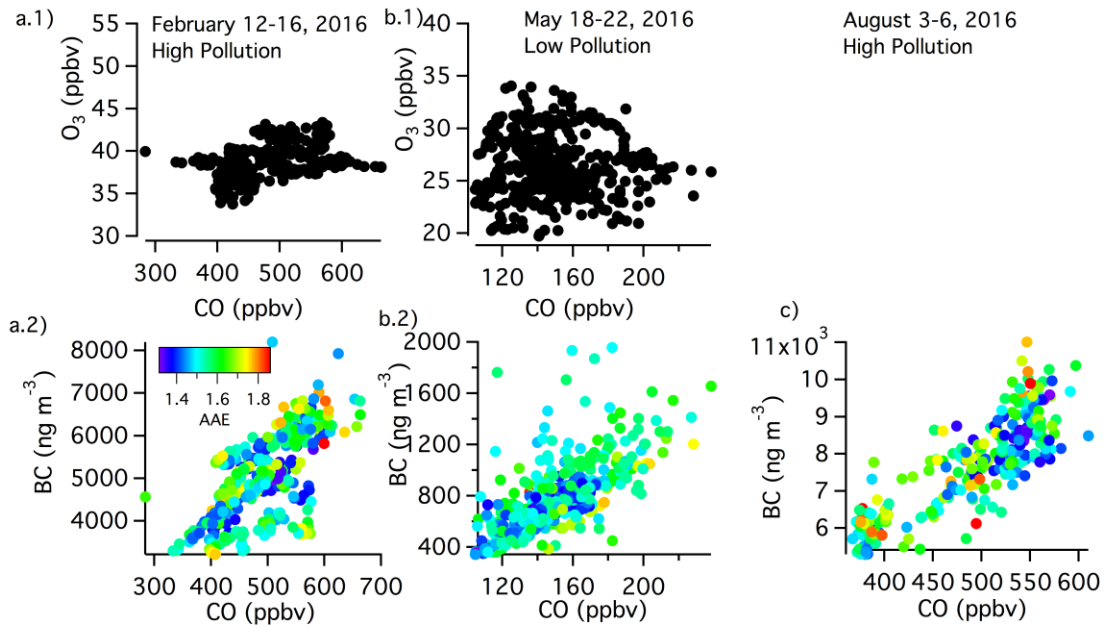 a.1)
February 12-16, 2016
High Pollution
O₃ (ppbv)
55
50
45
40
35
30
300
400
500
600
CO (ppbv)
b.1)
May 18-22, 2016
Low Pollution
O₃ (ppbv)
40
35
30
25
20
120
160
200
CO (ppbv)
August 3-6, 2016
High Pollution
a.2)
BC (ng m⁻³)
8000
7000
6000
5000
4000
1.4
1.6
1.8
AAE
300
400
500
600
700
CO (ppbv)
b.2)
BC (ng m⁻³)
2000
1600
1200
800
400
120
160
200
CO (ppbv)
c)
BC (ng m⁻³)
11x10³
10
9
8
7
6
400
450
500
550
600
CO (ppbv)